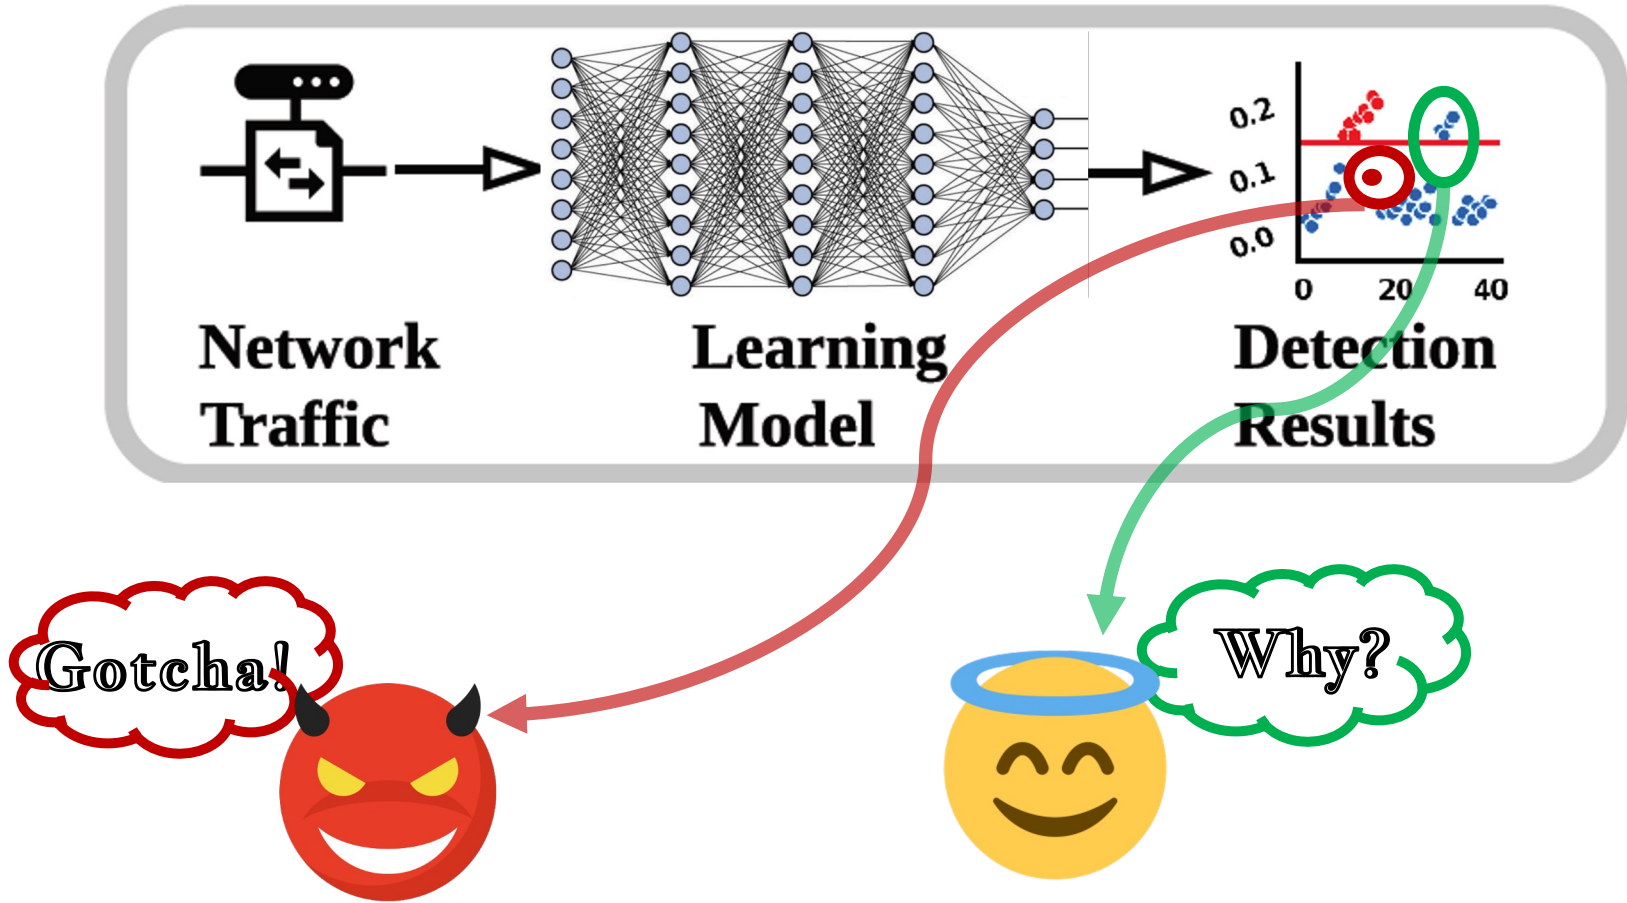 0.2
0.1
0.0
0 20 40
Network
Traffic
Learning
Model
Detection
Results
Gotcha!
Why?